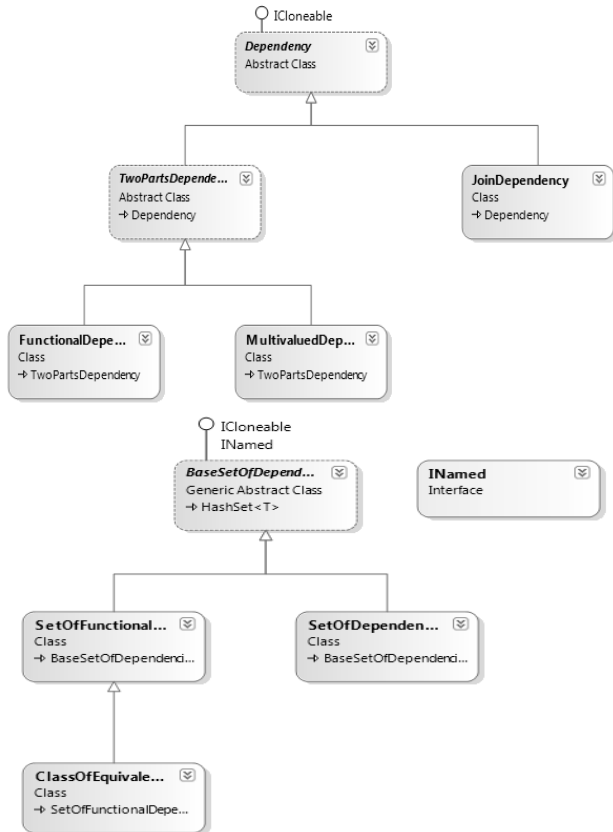 ICloneable
Dependency
Abstract Class
TwoPartsDepende...
Abstract Class
Dependency
JoinDependency
Class
Dependency
FunctionalDepe...
Class
TwoPartsDependency
MultivaluedDep...
Class
TwoPartsDependency
ICloneable
INamed
BaseSetOfDepend...
Generic Abstract Class
HashSet<T>
INamed
Interface
SetOfFunctional...
Class
BaseSetOfDependenci...
SetOfDependen...
Class
BaseSetOfDependenci...
ClassOfEquivale...
Class
SetOfFunctionalDepe...